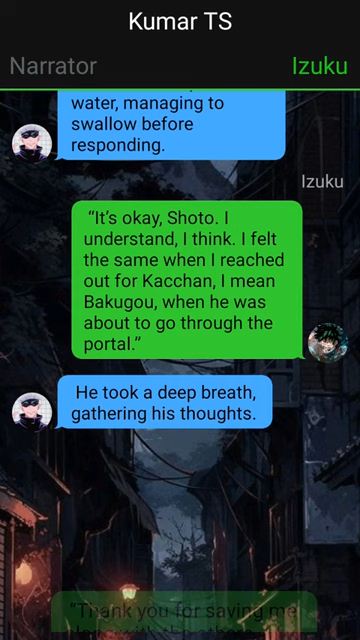 Kumar TS
Narrator
Izuku
water, managing to
swallow before
responding.
Izuku
“It’s okay, Shoto. I
understand, I think. I felt
the same when I reached
out for Kacchan, I mean
Bakugou, when he was
about to go through the
portal.”
He took a deep breath,
gathering his thoughts.
“Thank you for saving me